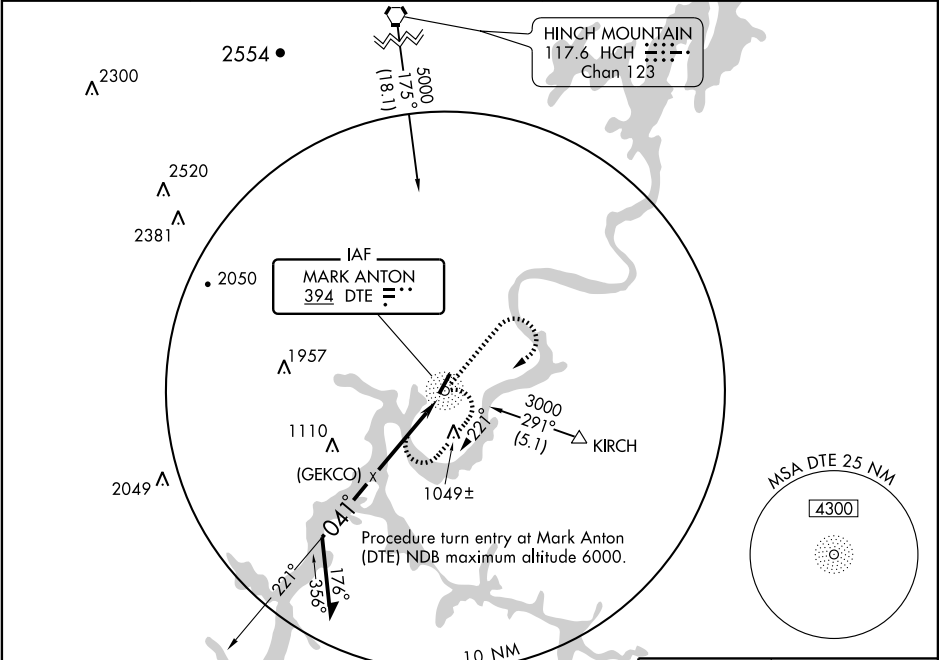 HINCH MOUNTAIN
117.6 HCH
Chan 123
2554
2300
5000
175°
(18.1)
2520
2381
2050
IAF
MARK ANTON
394 DTE
1957
3000
291°
(5.1)
KIRCH
221°
1110
(GEKCO)
x
1049±
2049
041°
MSA DTE 25 NM
4300
Procedure turn entry at Mark Anton
(DTE) NDB maximum altitude 6000.
221°
356°
176°
10 NM